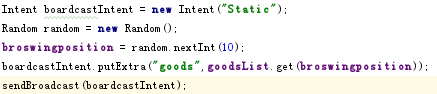 Intent boardcastIntent = new Intent("Static");
Random random = new Random();
broswingposition = random.nextInt(10);
boardcastIntent.putExtra("goods",goodsList.get(broswingposition));
sendBroadcast(boardcastIntent);